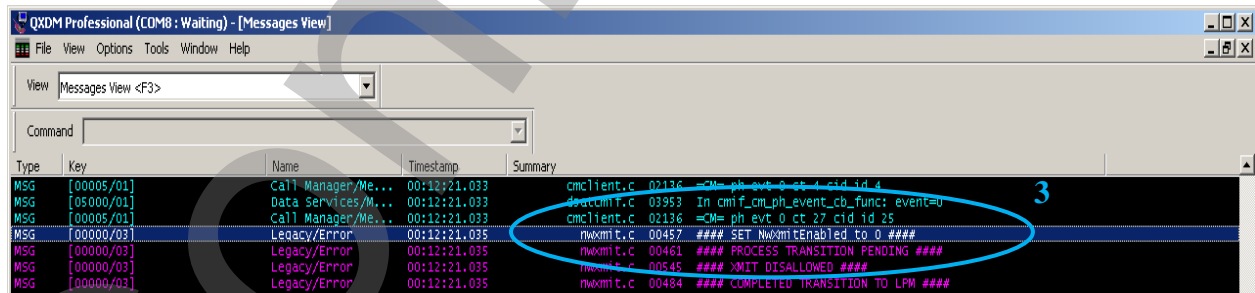 QXDM Professional (COM8 : Waiting) - [Messages View]
File View Options Tools Window Help
View Messages View <F3>
Command
Type Key Name Timestamp Summary
MSG [00005/01] Call Manager/Me... 00:12:21.033 cmclient.c 02136 =CM= ph evt 0 ct 4 cid id 4
MSG [05000/01] Data Services/M... 00:12:21.033 03953 In cmif_cm_ph_event_cb_func: event=0
MSG [00005/01] Call Manager/Me... 00:12:21.033 cmclient.c 02136 =CM= ph evt 0 ct 27 cid id 25
MSG [00000/03] Legacy/Error 00:12:21.035 nwxmit.c 00457 #### SET NwXmitEnabled to 0 ####
MSG [00000/03] Legacy/Error 00:12:21.035 nwxmit.c 00461 #### PROCESS TRANSITION PENDING ####
MSG [00000/03] Legacy/Error 00:12:21.035 nwxmit.c 00545 #### XMIT DISALLOWED ####
MSG [00000/03] Legacy/Error 00:12:21.035 nwxmit.c 00484 #### COMPLETED TRANSITION TO LPM ####
3